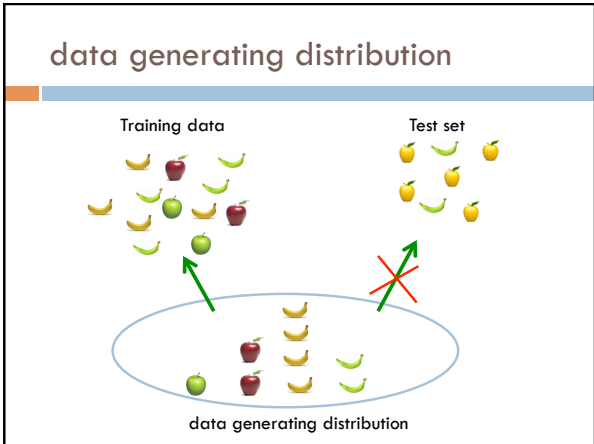 data generating distribution
Training data
Test set
data generating distribution